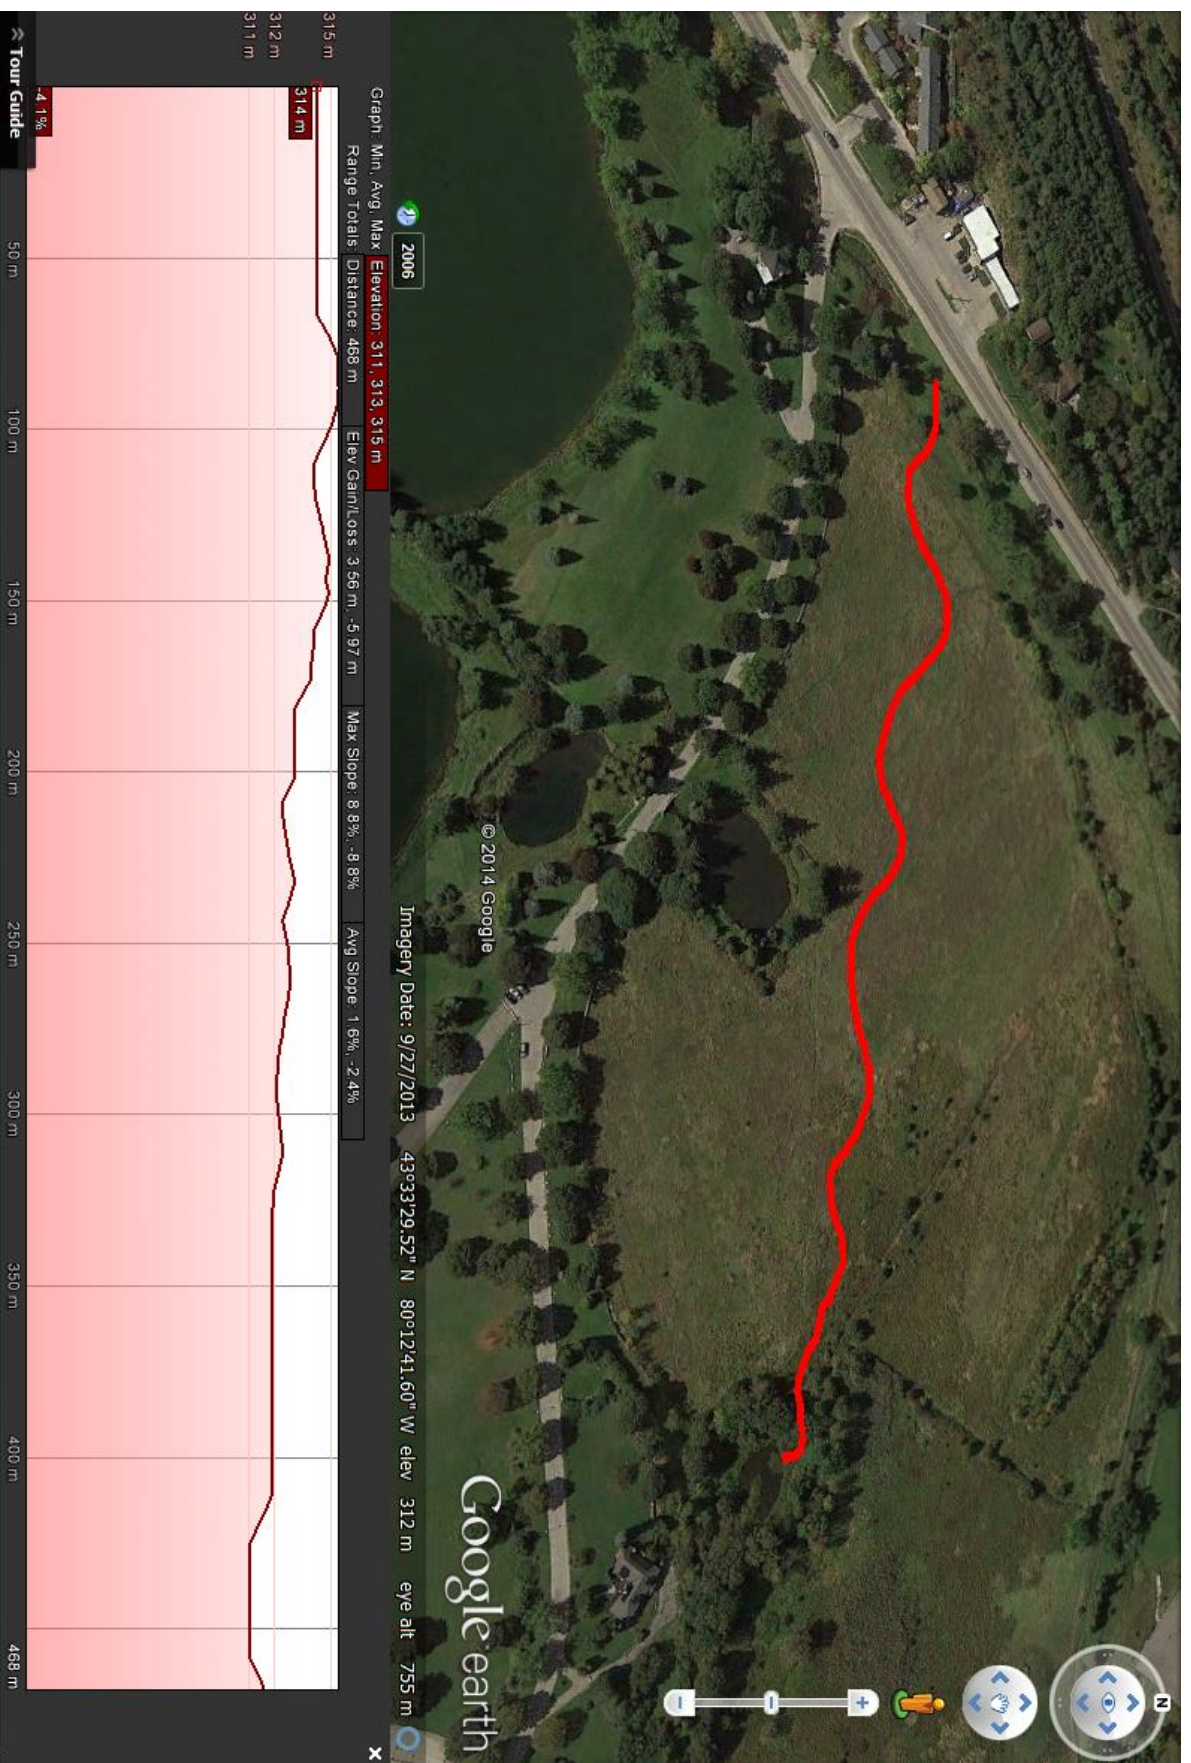 N
Google earth
© 2014 Google
2006
Imagery Date: 9/27/2013 43°33'29.52" N 80°12'41.60" W elev 312 m eye alt 755 m
Graph: Min, Avg, Max Elevation: 311, 313, 315 m
Range Totals: Distance: 468 m Elev Gain/Loss: 3.56 m, -5.97 m Max Slope: 8.8%, -8.8% Avg Slope: 1.6%, -2.4%
315 m
314 m
312 m
311 m
-4.1%
50 m 100 m 150 m 200 m 250 m 300 m 350 m 400 m 468 m
Tour Guide